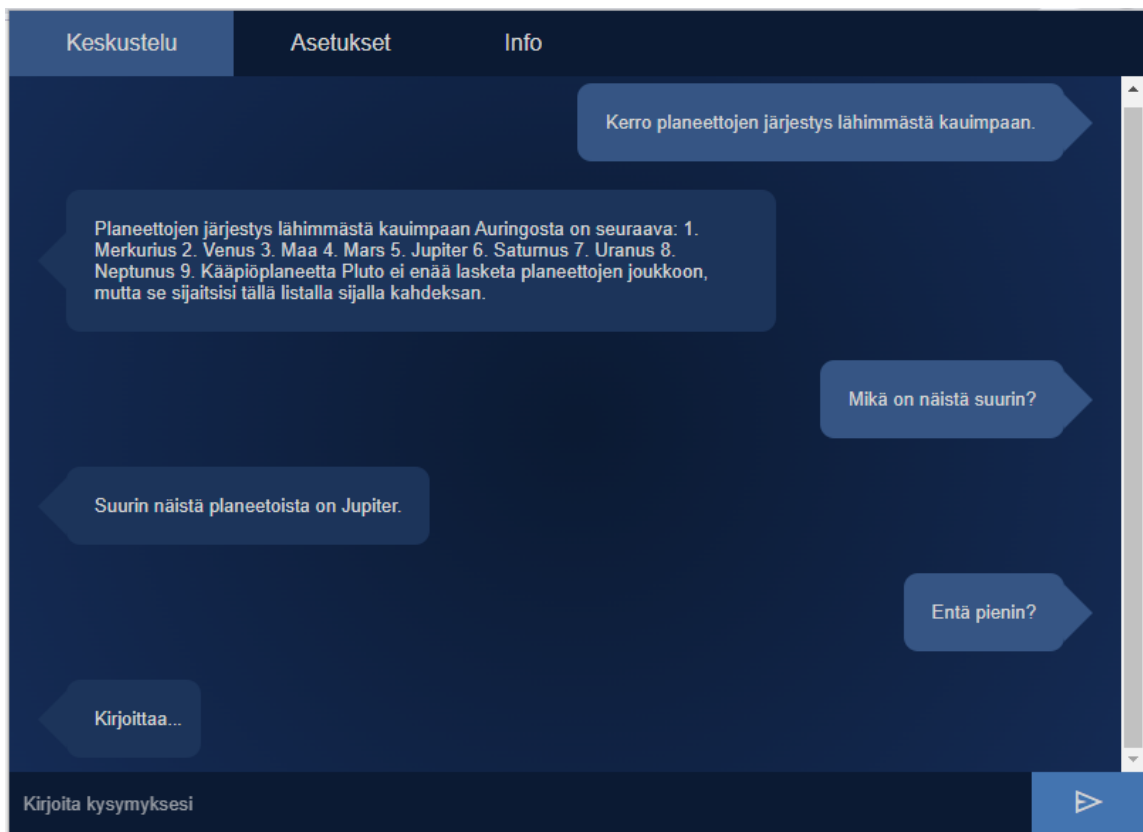 Keskustelu Asetukset Info
Kerro planeettojen järjestys lähimmästä kauimpaan.
Planeettojen järjestys lähimmästä kauimpaan Auringosta on seuraava: 1.
Merkurius 2. Venus 3. Maa 4. Mars 5. Jupiter 6. Saturnus 7. Uranus 8.
Neptunus 9. Kääpiöplaneetta Pluto ei enää lasketa planeettojen joukkoon,
mutta se sijaitsisi tällä listalla sijalla kahdeksan.
Mikä on näistä suurin?
Suurin näistä planeetoista on Jupiter.
Entä pienin?
Kirjoittaa...
Kirjoita kysymyksesi